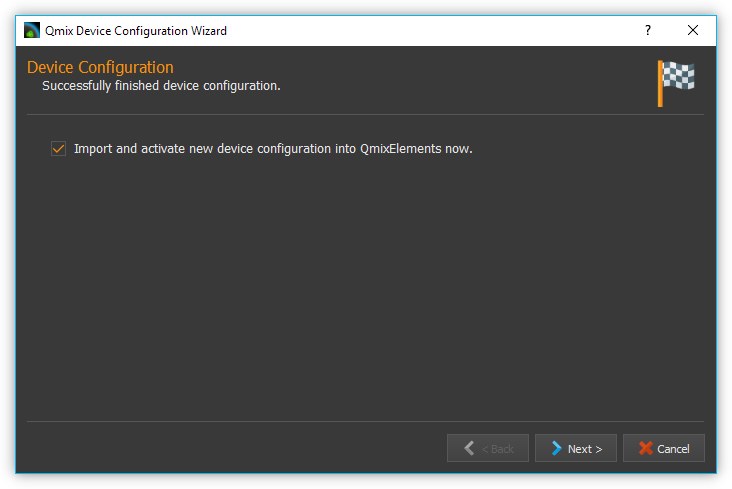 Qmix Device Configuration Wizard
?
Device Configuration
Successfully finished device configuration.
Import and activate new device configuration into QmixElements now.
< Back
Next >
Cancel